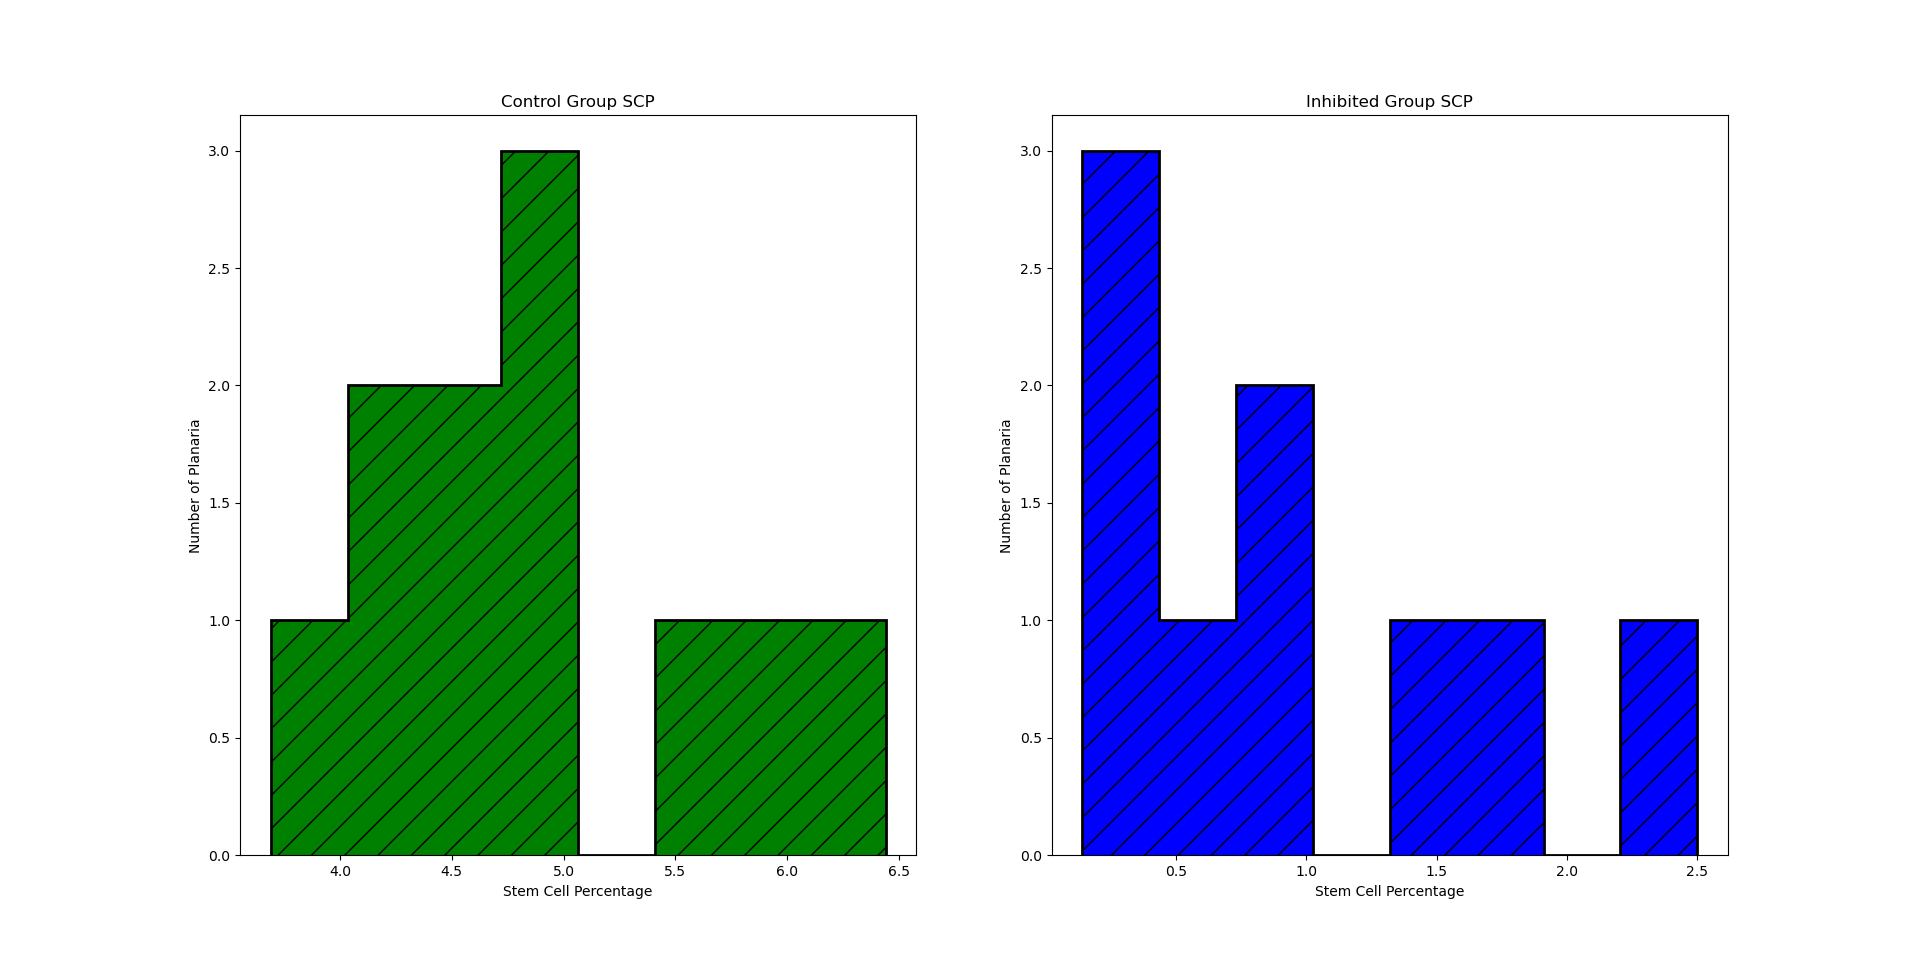 Control Group SCP
3.0
2.5
2.0
1.5
1.0
0.5
0.0
Number of Planaria
4.0 4.5 5.0 5.5 6.0 6.5
Stem Cell Percentage
Inhibited Group SCP
3.0
2.5
2.0
1.5
1.0
0.5
0.0
Number of Planaria
0.5 1.0 1.5 2.0 2.5
Stem Cell Percentage